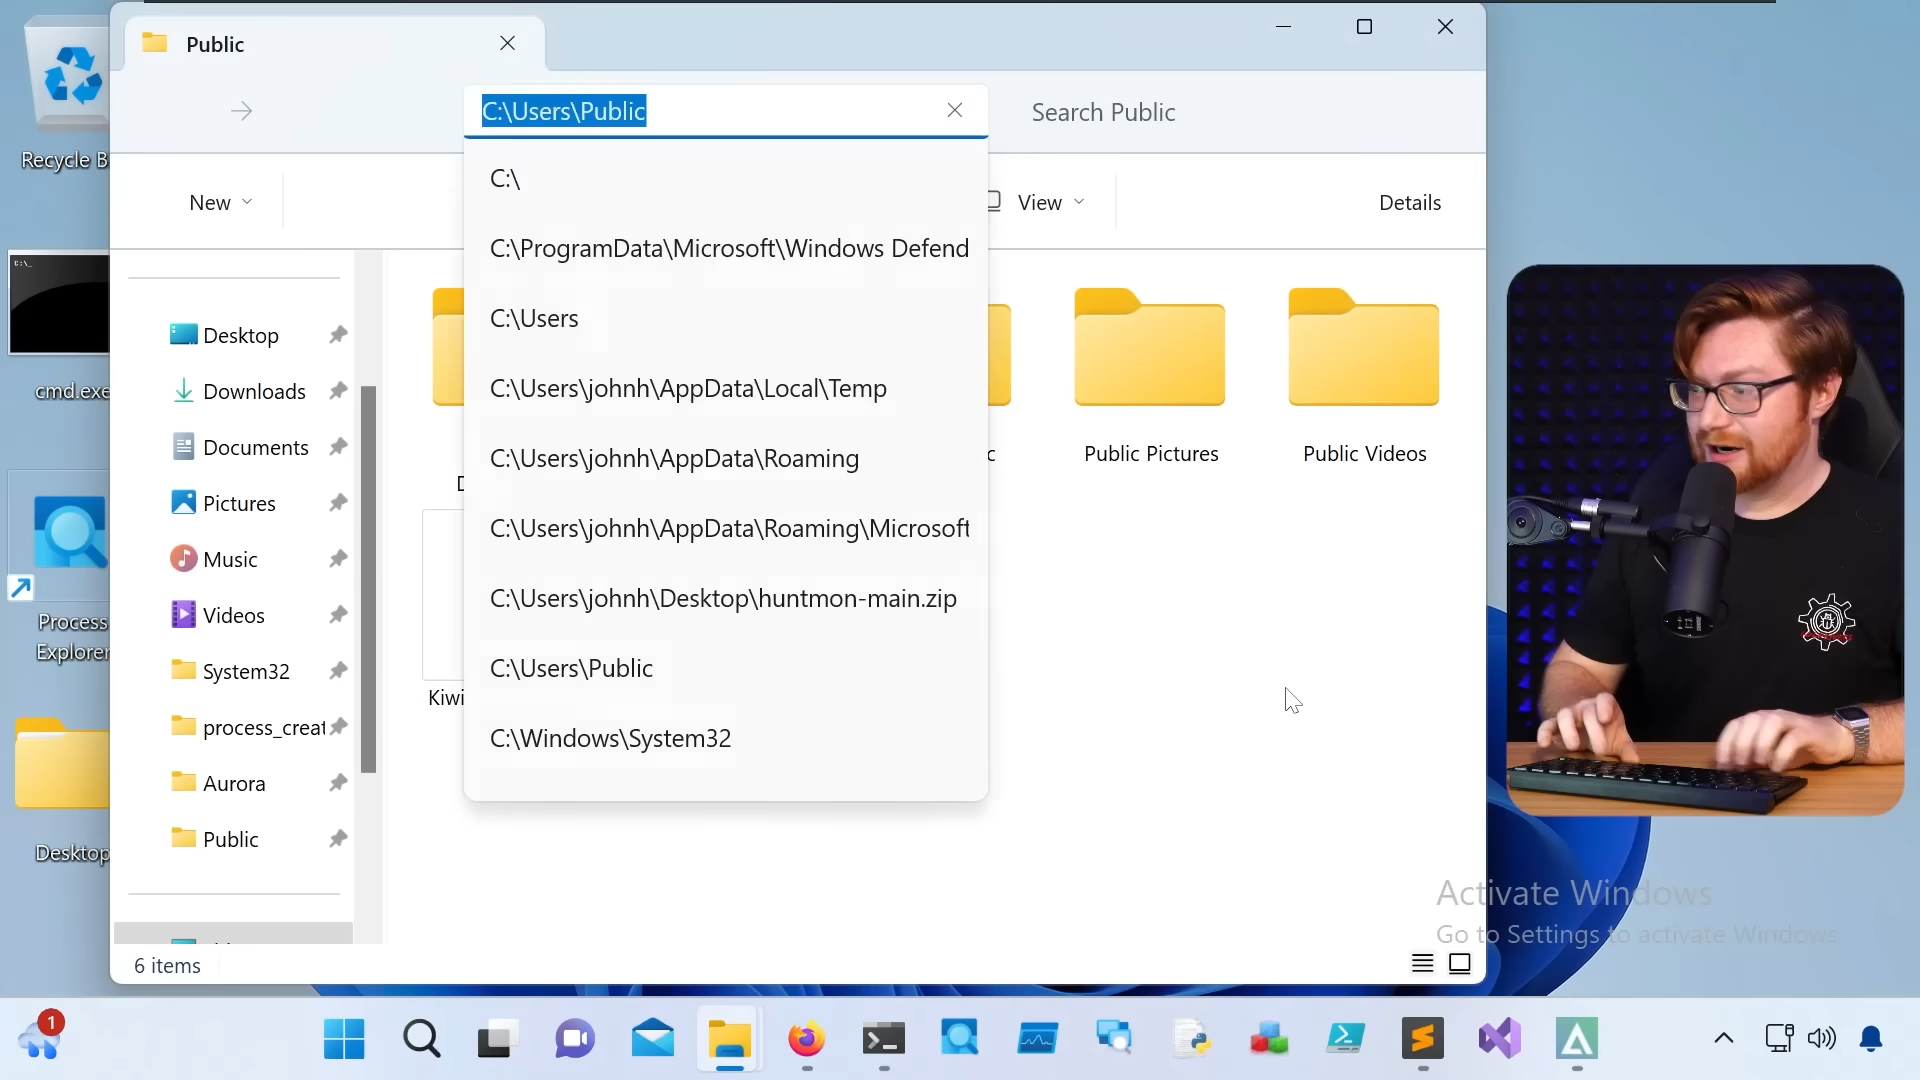 Public
C:\Users\Public
Search Public
New
View
Details
C:\
C:\ProgramData\Microsoft\Windows Defend
C:\Users
C:\Users\johnh\AppData\Local\Temp
C:\Users\johnh\AppData\Roaming
C:\Users\johnh\AppData\Roaming\Microsoft
C:\Users\johnh\Desktop\huntmon-main.zip
C:\Users\Public
C:\Windows\System32
Recycle B
cmd.exe
Process
Explorer
Desktop
Desktop
Downloads
Documents
Pictures
Music
Videos
System32
process_creat
Aurora
Public
D
c
Public Pictures
Public Videos
Kiwi
6 items
Activate Windows
Go to Settings to activate Windows.
1